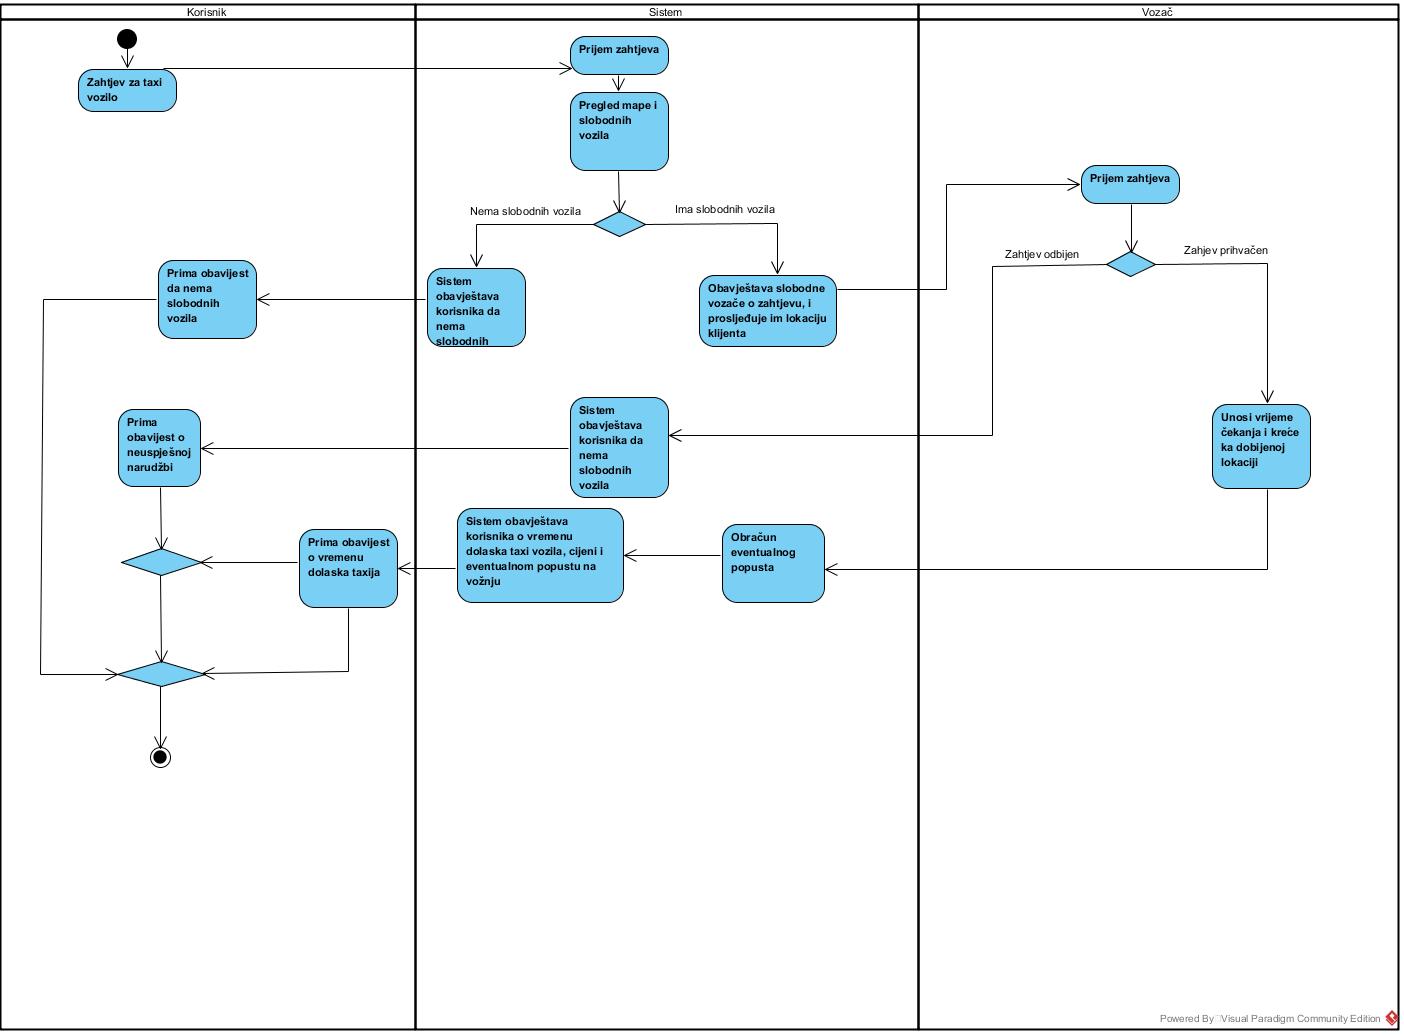 Korisnik
Sistem
Vozač
Zahtjev za taxi
vozilo
Prijem zahtjeva
Pregled mape i
slobodnih
vozila
Nema slobodnih vozila
Ima slobodnih vozila
Prijem zahtjeva
Zahtjev odbijen
Zahjev prihvačen
Prima obavijest
da nema
slobodnih
vozila
Sistem
obavještava
korisnika da
nema
slobodnih
Obavještava slobodne
vozače o zahtjevu, i
prosljeđuje im lokaciju
klijenta
Prima
obavijest o
neuspješnoj
narudžbi
Sistem
obavještava
korisnika da
nema
slobodnih
vozila
Unosi vrijeme
čekanja i kreće
ka dobijenoj
lokaciji
Prima obavijest
o vremenu
dolaska taxija
Sistem obavještava
korisnika o vremenu
dolaska taxi vozila, cijeni i
eventualnom popustu na
vožnju
Obračun
eventualnog
popusta
Powered By Visual Paradigm Community Edition